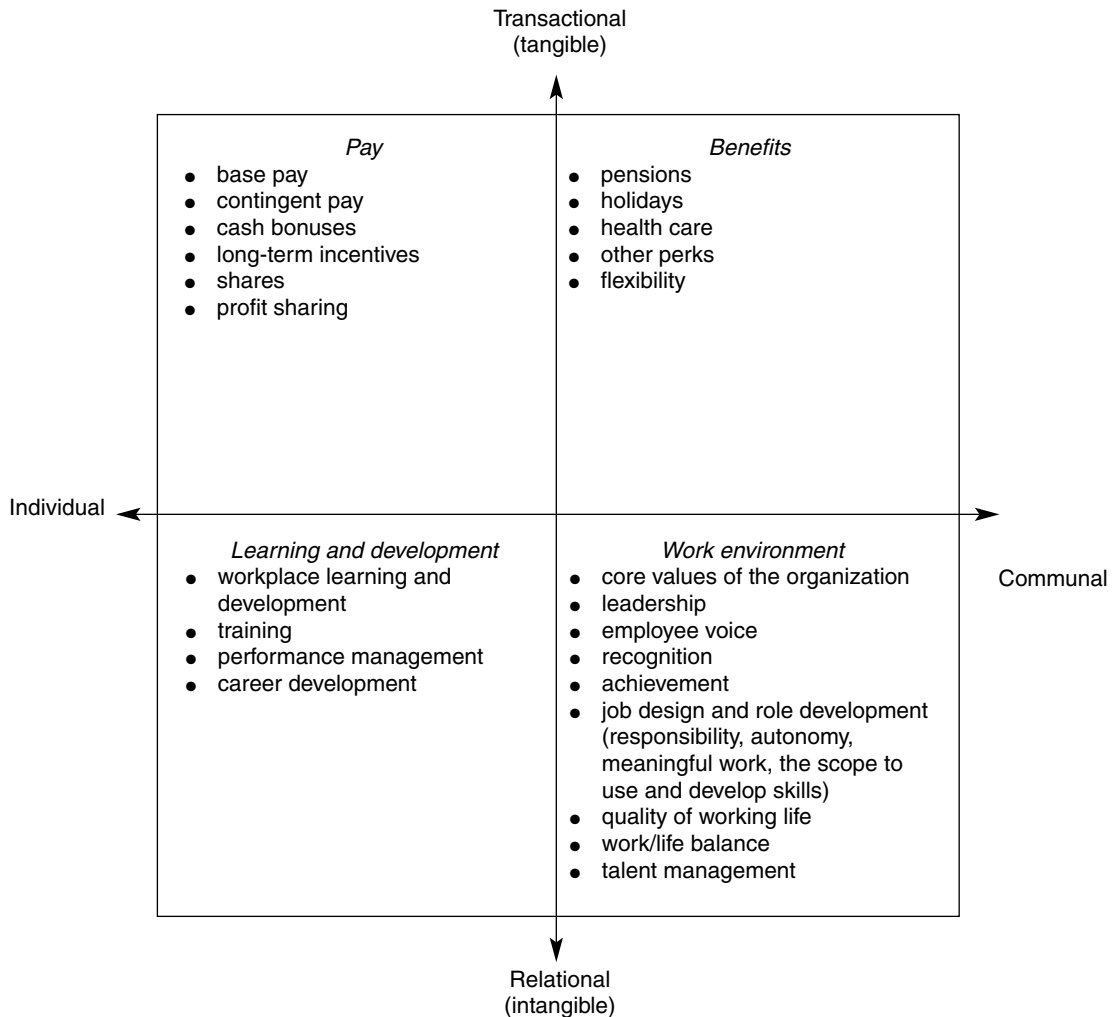 Transactional
(tangible)
Pay
● base pay
● contingent pay
● cash bonuses
● long-term incentives
● shares
● profit sharing
Benefits
● pensions
● holidays
● health care
● other perks
● flexibility
Individual
Communal
Learning and development
● workplace learning and
development
● training
● performance management
● career development
Work environment
● core values of the organization
● leadership
● employee voice
● recognition
● achievement
● job design and role development
(responsibility, autonomy,
meaningful work, the scope to
use and develop skills)
● quality of working life
● work/life balance
● talent management
Relational
(intangible)